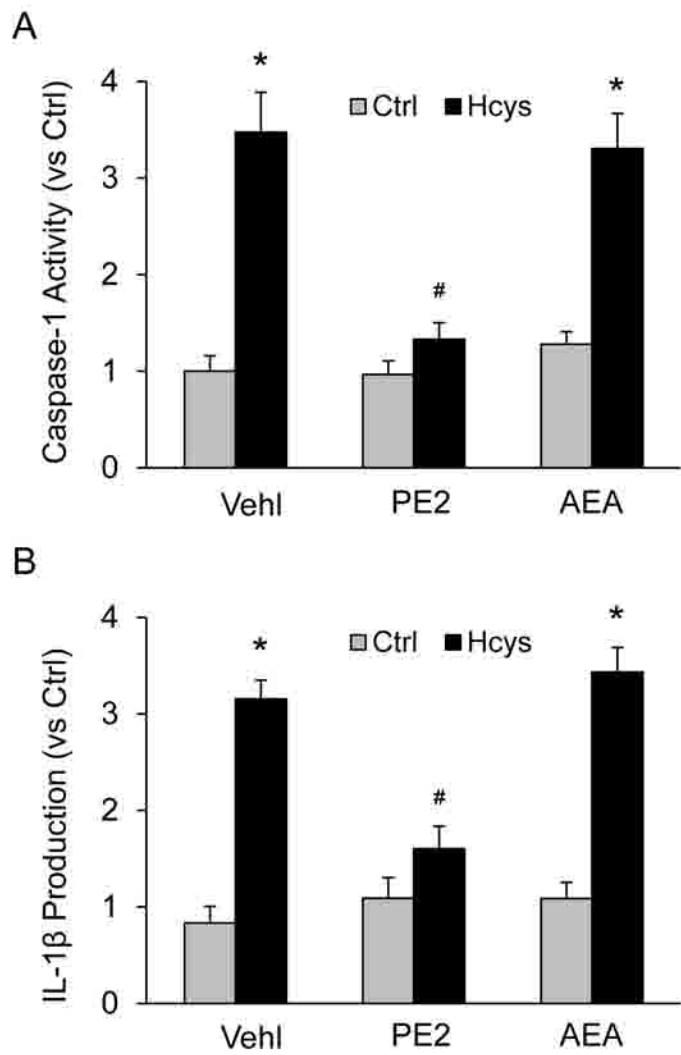 A
Caspase-1 Activity (vs Ctrl)
4
3
2
1
0
Ctrl Hcys
*
#
*
Vehl PE2 AEA
B
IL-1β Production (vs Ctrl)
4
3
2
1
0
Ctrl Hcys
*
#
*
Vehl PE2 AEA